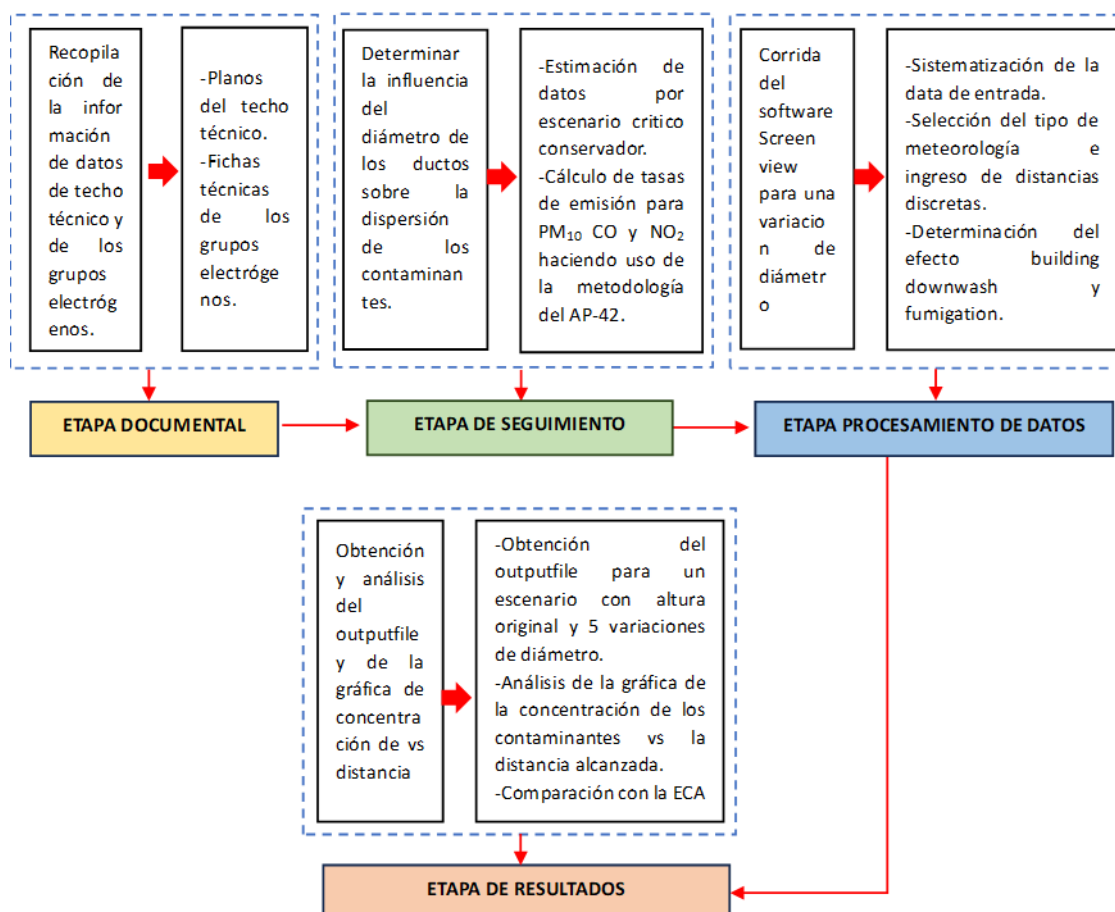 Recopila
ción de
la infor
mación
de datos
de techo
técnico y
de los
grupos
electróg
enos.
-Planos
del techo
técnico.
-Fichas
técnicas
de los
grupos
electróge
nos.
Determinar
la influencia
del
diámetro de
los ductos
sobre la
dispersión
de los
contaminan
tes.
-Estimación de
datos por
escenario critico
conservador.
-Cálculo de tasas
de emisión para
PM₁₀ CO y NO₂
haciendo uso de
la metodología
del AP-42.
Corrida
del
software
Screen
view
para una
variacion
de
diámetr
o
-Sistematización de la
data de entrada.
-Selección del tipo de
meteorología e
ingreso de distancias
discretas.
-Determinación del
efecto building
downwash y
fumigation.
ETAPA DOCUMENTAL
ETAPA DE SEGUIMIENTO
ETAPA PROCESAMIENTO DE DATOS
Obtención
y análisis
del
outputfile
y de la
gráfica de
concentra
ción de vs
distancia
-Obtención del
outputfile para un
escenario con altura
original y 5 variaciones
de diámetro.
-Análisis de la gráfica de
la concentración de los
contaminantes vs la
distancia alcanzada.
-Comparación con la ECA
ETAPA DE RESULTADOS